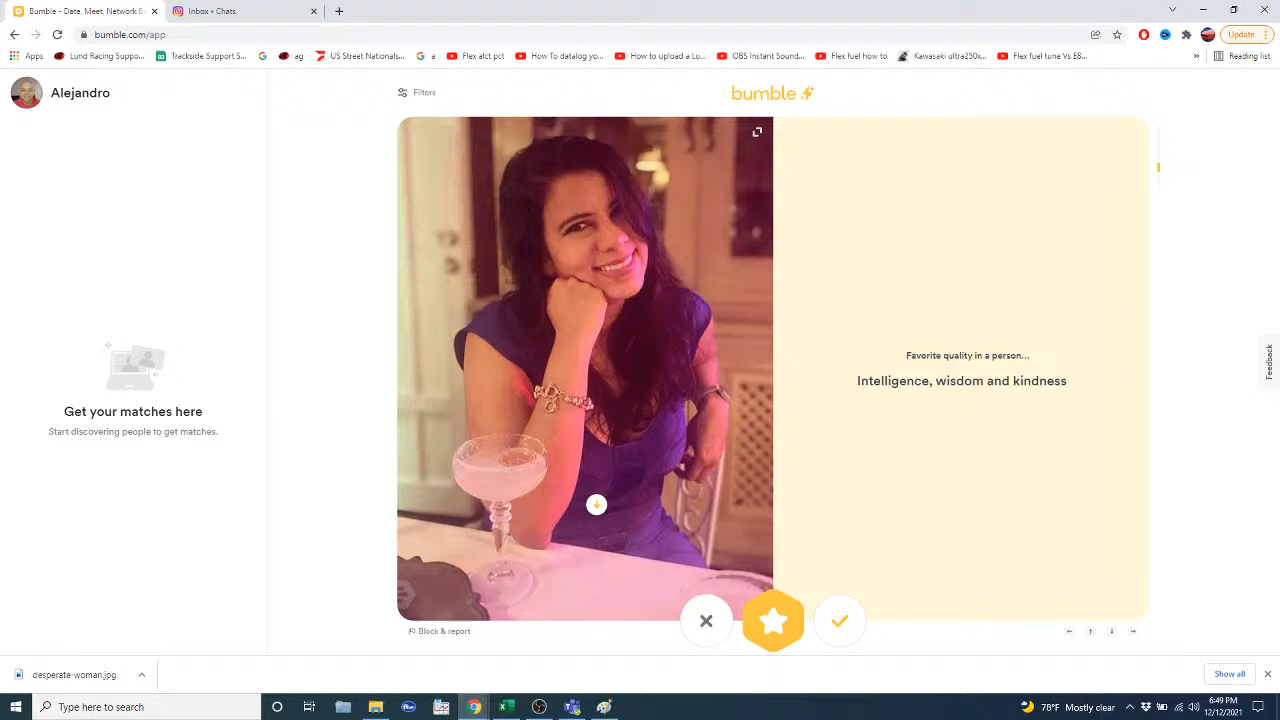 Bumble - Date, Meet, Network B
Inbox • Chats
bumble.com/app
Update
Apps
Lund Racing Suppo...
Trackside Support S...
ag
US Street Nationals...
a
Flex alct pct
How To datalog yo...
How to upload a Lu...
OBS Instant Sound...
Flex fuel how to
Kawasaki ultra250x...
Flex fuel tune Vs E8...
»
Reading list
Alejandro
Filters
bumble
Favorite quality in a person...
Intelligence, wisdom and kindness
Feedback
Get your matches here
Start discovering people to get matches.
Block & report
desperate-woman.jpg
Show all
Type here to search
78°F Mostly clear
6:49 PM
12/12/2021